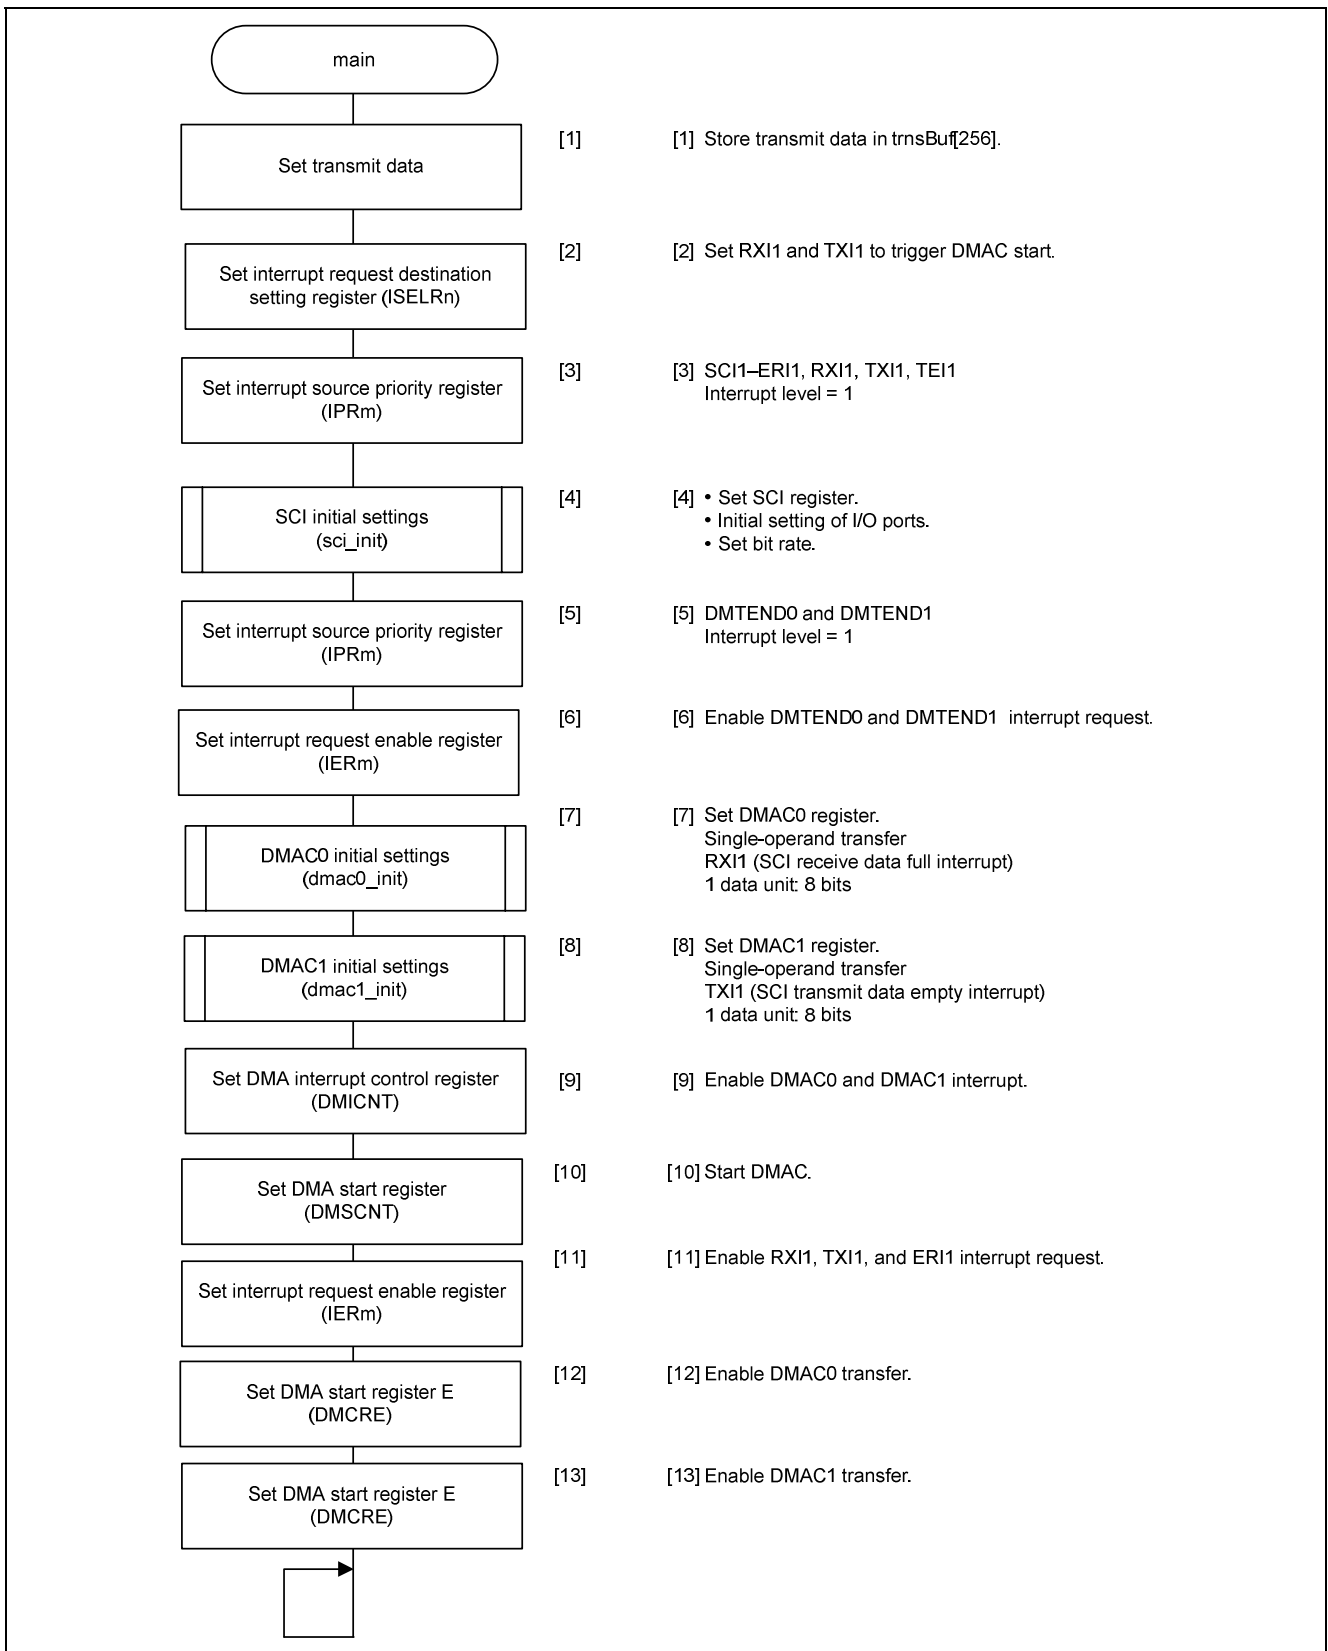 main
Set transmit data
[1]
[1] Store transmit data in trnsBuf[256].
Set interrupt request destination
setting register (ISELRn)
[2]
[2] Set RXI1 and TXI1 to trigger DMAC start.
Set interrupt source priority register
(IPRm)
[3]
[3] SCI1–ERI1, RXI1, TXI1, TEI1
Interrupt level = 1
SCI initial settings
(sci_init)
[4]
[4] • Set SCI register.
• Initial setting of I/O ports.
• Set bit rate.
Set interrupt source priority register
(IPRm)
[5]
[5] DMTEND0 and DMTEND1
Interrupt level = 1
Set interrupt request enable register
(IERm)
[6]
[6] Enable DMTEND0 and DMTEND1 interrupt request.
DMAC0 initial settings
(dmac0_init)
[7]
[7] Set DMAC0 register.
Single-operand transfer
RXI1 (SCI receive data full interrupt)
1 data unit: 8 bits
DMAC1 initial settings
(dmac1_init)
[8]
[8] Set DMAC1 register.
Single-operand transfer
TXI1 (SCI transmit data empty interrupt)
1 data unit: 8 bits
Set DMA interrupt control register
(DMICNT)
[9]
[9] Enable DMAC0 and DMAC1 interrupt.
Set DMA start register
(DMSCNT)
[10]
[10] Start DMAC.
Set interrupt request enable register
(IERm)
[11]
[11] Enable RXI1, TXI1, and ERI1 interrupt request.
Set DMA start register E
(DMCRE)
[12]
[12] Enable DMAC0 transfer.
Set DMA start register E
(DMCRE)
[13]
[13] Enable DMAC1 transfer.